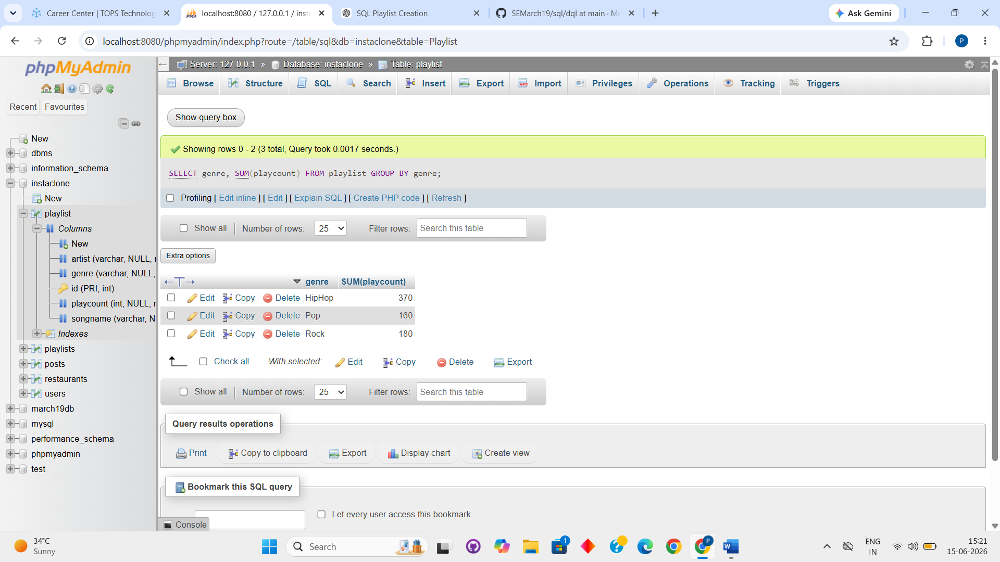 Career Center | TOPS Technolog
localhost:8080 / 127.0.0.1 / insta
SQL Playlist Creation
SEMarch19/sql/dql at main · Me
Ask Gemini
localhost:8080/phpmyadmin/index.php?route=/table/sql&db=instaclone&table=Playlist
P
phpMyAdmin
Recent
Favourites
New
dbms
information_schema
instaclone
New
playlist
Columns
New
artist (varchar, NULL,
genre (varchar, NULL,
id (PRI, int)
playcount (int, NULL,
songname (varchar, N
Indexes
playlists
posts
restaurants
users
march19db
mysql
performance_schema
phpmyadmin
test
Server: 127.0.0.1 » Database: instaclone » Table: playlist
Browse Structure SQL Search Insert Export Import Privileges Operations Tracking Triggers
Show query box
Showing rows 0 - 2 (3 total, Query took 0.0017 seconds.)
SELECT genre, SUM(playcount) FROM playlist GROUP BY genre;
Profiling [ Edit inline ] [ Edit ] [ Explain SQL ] [ Create PHP code ] [ Refresh ]
Show all | Number of rows: 25 Filter rows: Search this table
Extra options
genre SUM(playcount)
Edit Copy Delete HipHop 370
Edit Copy Delete Pop 160
Edit Copy Delete Rock 180
Check all With selected: Edit Copy Delete Export
Show all | Number of rows: 25 Filter rows: Search this table
Query results operations
Print Copy to clipboard Export Display chart Create view
Bookmark this SQL query
Let every user access this bookmark
Console
34°C
Sunny
Search
1
P
ENG
IN
15:21
15-06-2026